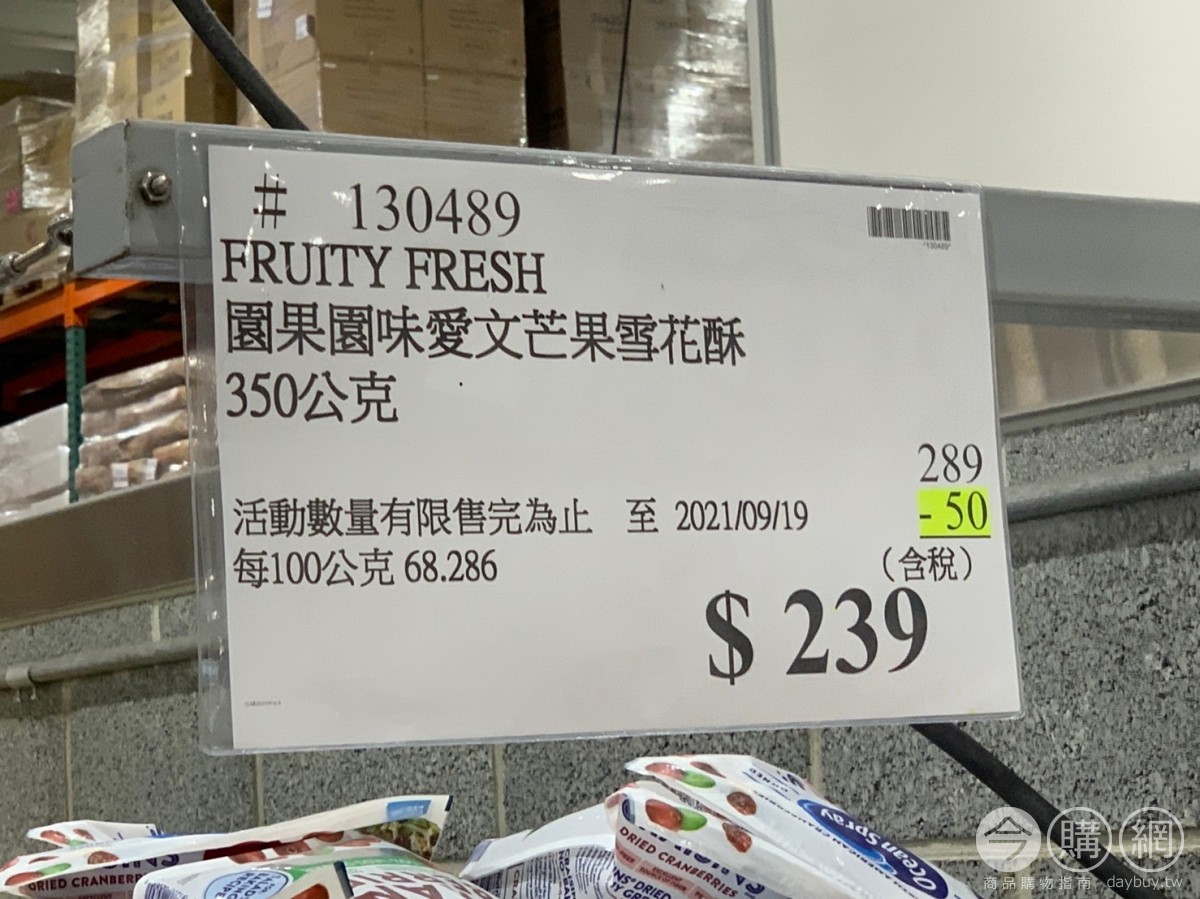 # 130489
*130489*
FRUITY FRESH
園果園味愛文芒果雪花酥
350公克
289
- 50
活動數量有限售完為止 至 2021/09/19
每100公克 68.286
(含稅)
$ 239
Ocean Spray
DRIED CRANBERRIES
DRIED CRANBERR
今購網
商品購物指南 - daybuy.tw